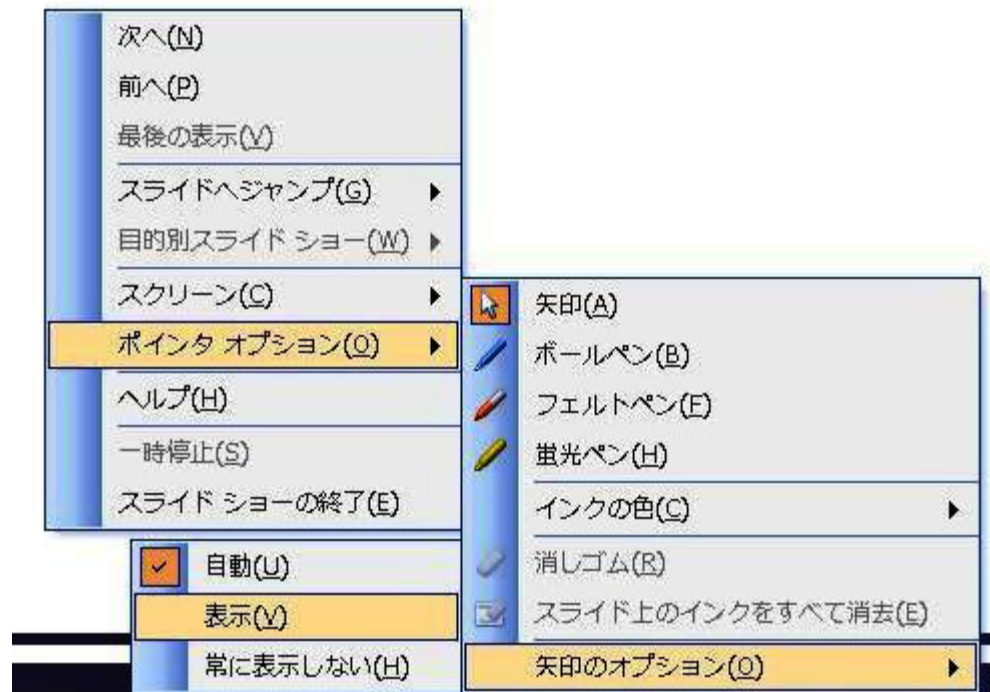 次へ(N)
前へ(P)
最後の表示(V)
スライドへジャンプ(G)
目的別スライド ショー(W)
スクリーン(C)
ポインタ オプション(O)
ヘルプ(H)
一時停止(S)
スライド ショーの終了(E)
矢印(A)
ボールペン(B)
フェルトペン(F)
蛍光ペン(H)
インクの色(C)
消しゴム(R)
スライド上のインクをすべて消去(E)
矢印のオプション(O)
自動(U)
表示(V)
常に表示しない(H)